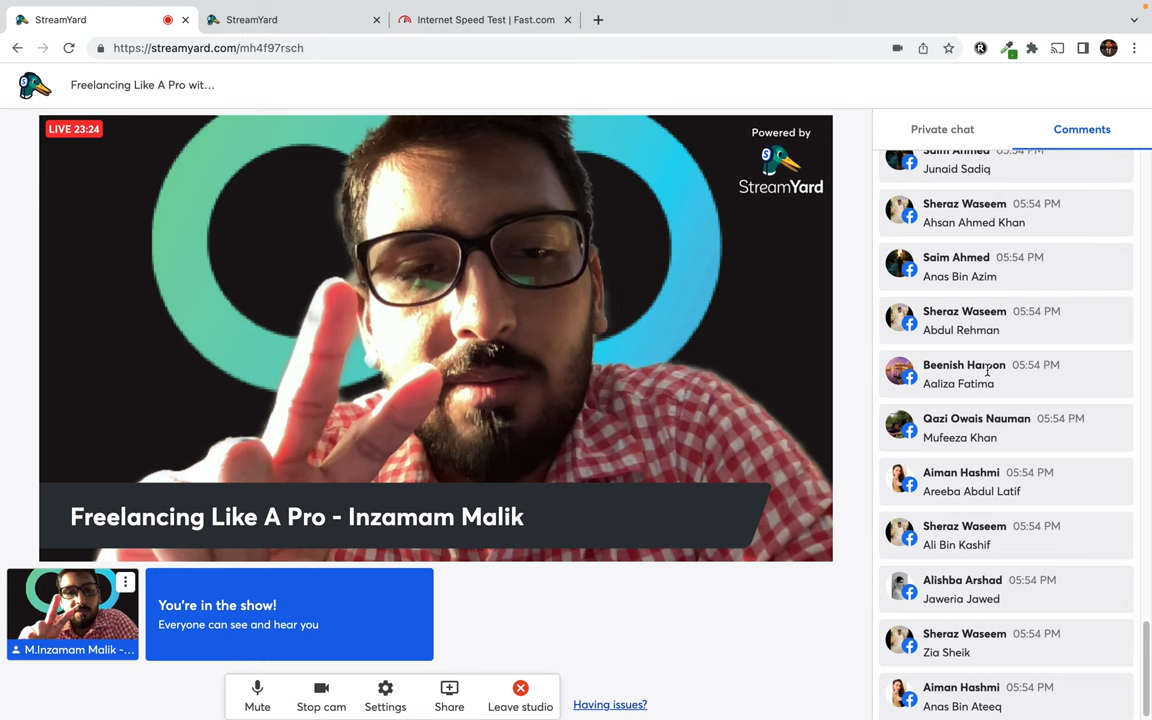 StreamYard
StreamYard
Internet Speed Test | Fast.com
https://streamyard.com/mh4f97rsch
Freelancing Like A Pro wit...
LIVE 23:24
Powered by
StreamYard
Freelancing Like A Pro - Inzamam Malik
M.Inzamam Malik -...
You're in the show!
Everyone can see and hear you
Mute
Stop cam
Settings
Share
Leave studio
Having issues?
Private chat
Comments
Saim Ahmed 05:54 PM
Junaid Sadiq
Sheraz Waseem 05:54 PM
Ahsan Ahmed Khan
Saim Ahmed 05:54 PM
Anas Bin Azim
Sheraz Waseem 05:54 PM
Abdul Rehman
Beenish Haroon 05:54 PM
Aaliza Fatima
Qazi Owais Nauman 05:54 PM
Mufeeza Khan
Aiman Hashmi 05:54 PM
Areeba Abdul Latif
Sheraz Waseem 05:54 PM
Ali Bin Kashif
Alishba Arshad 05:54 PM
Jaweria Jawed
Sheraz Waseem 05:54 PM
Zia Sheik
Aiman Hashmi 05:54 PM
Anas Bin Ateeq